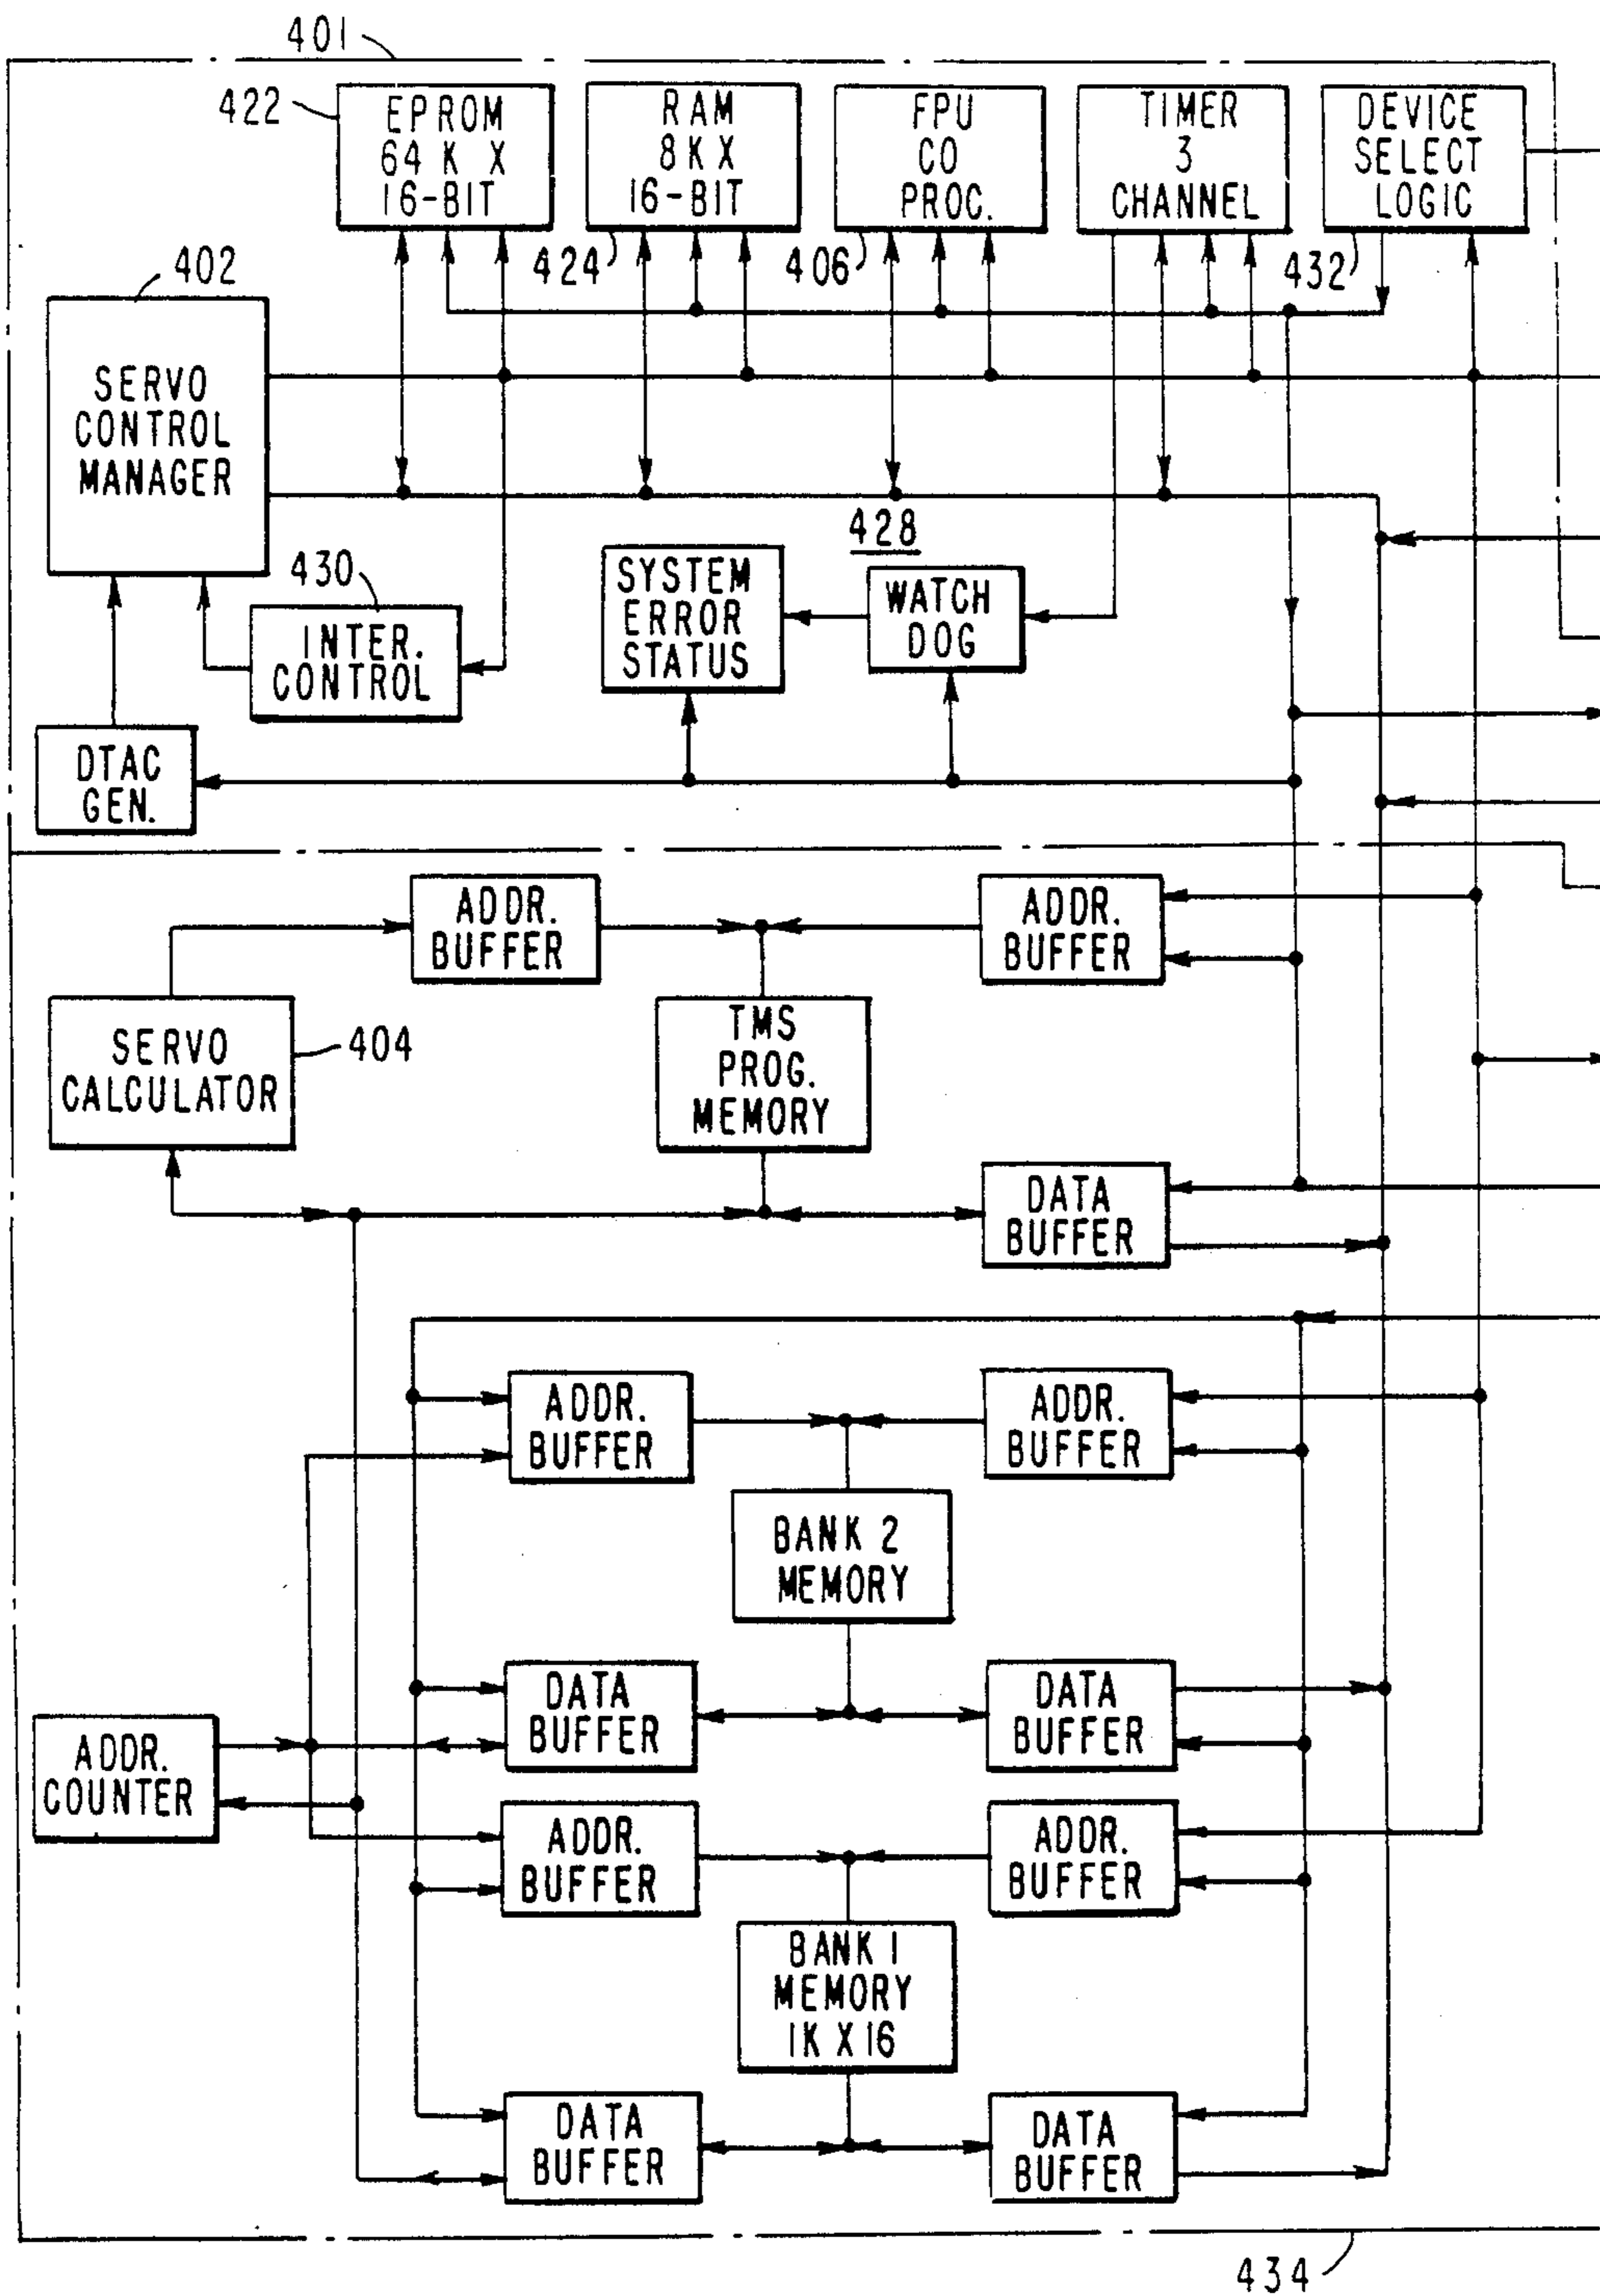 401
422
EPROM
64 K X
16-BIT
RAM
8K X
16-BIT
FPU
CO
PROC.
TIMER
3
CHANNEL
DEVICE
SELECT
LOGIC
424
406
432
402
SERVO
CONTROL
MANAGER
428
430
INTER.
CONTROL
SYSTEM
ERROR
STATUS
WATCH
DOG
DTAC
GEN.
ADDR.
BUFFER
ADDR.
BUFFER
SERVO
CALCULATOR
404
TMS
PROG.
MEMORY
DATA
BUFFER
ADDR.
BUFFER
ADDR.
BUFFER
BANK 2
MEMORY
DATA
BUFFER
DATA
BUFFER
ADDR.
COUNTER
ADDR.
BUFFER
ADDR.
BUFFER
BANK 1
MEMORY
1K X 16
DATA
BUFFER
DATA
BUFFER
434